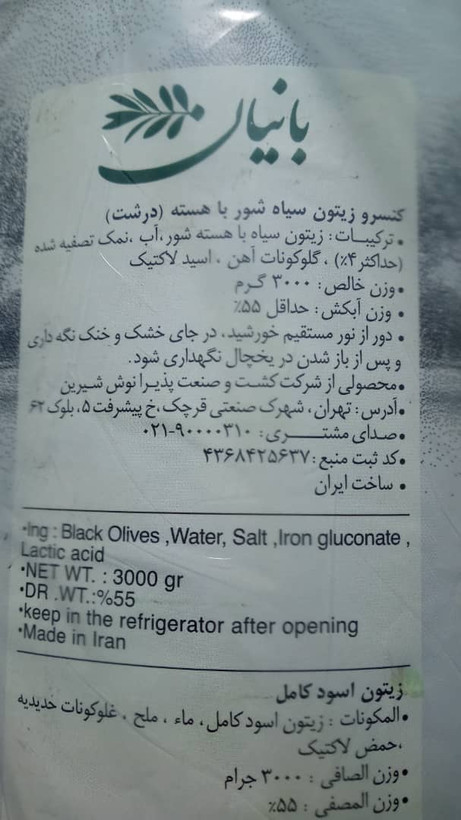 بانیان
کنسرو زیتون سیاه شور با هسته (درشت)
• ترکیبات: زیتون سیاه با هسته شور،آب ،نمک تصفیه شده
(حداکثر۴٪) ، گلوکونات آهن ، اسید لاکتیک
•وزن خالص: ۳۰۰۰ گرم
• وزن آبکش: حداقل ۵۵٪
• دور از نور مستقیم خورشید، در جای خشک و خنک نگه داری
و پس از باز شدن در یخچال نگهداری شود.
•محصولی از شرکت کشت و صنعت پذیرا نوش شیرین
•آدرس: تهران، شهرک صنعتی قرچک،خ پیشرفت ۵، بلوک ۶۲
•صدای مشتری: ۹۰۰۰۰۳۱۰-۰۲۱
•کد ثبت منبع: ۴۳۶۸۴۲۵۶۳۷
• ساخت ایران
•Ing : Black Olives ,Water, Salt ,Iron gluconate ,
Lactic acid
•NET WT. : 3000 gr
•DR .WT.:%55
•keep in the refrigerator after opening
•Made in Iran
زیتون اسود کامل
•المکونات : زیتون اسود کامل، ماء ، ملح ، غلوکونات حدیدیه
،حمض لاکتیک
•وزن الصافی : ۳۰۰۰ جرام
•وزن المصفی : ۵۵٪